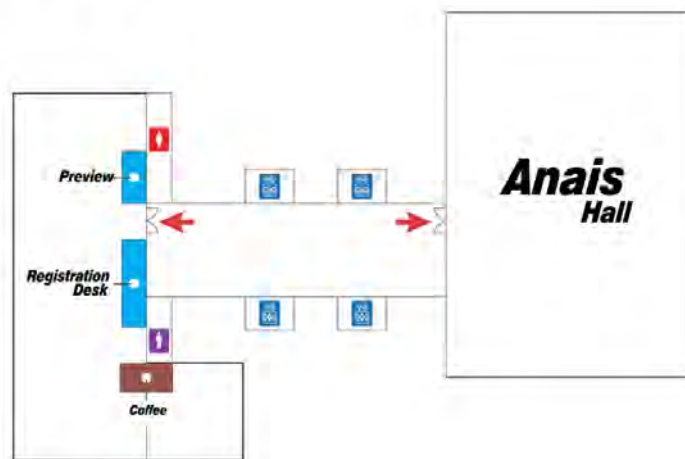 Anais
Hall
Preview
Registration
Desk
Coffee